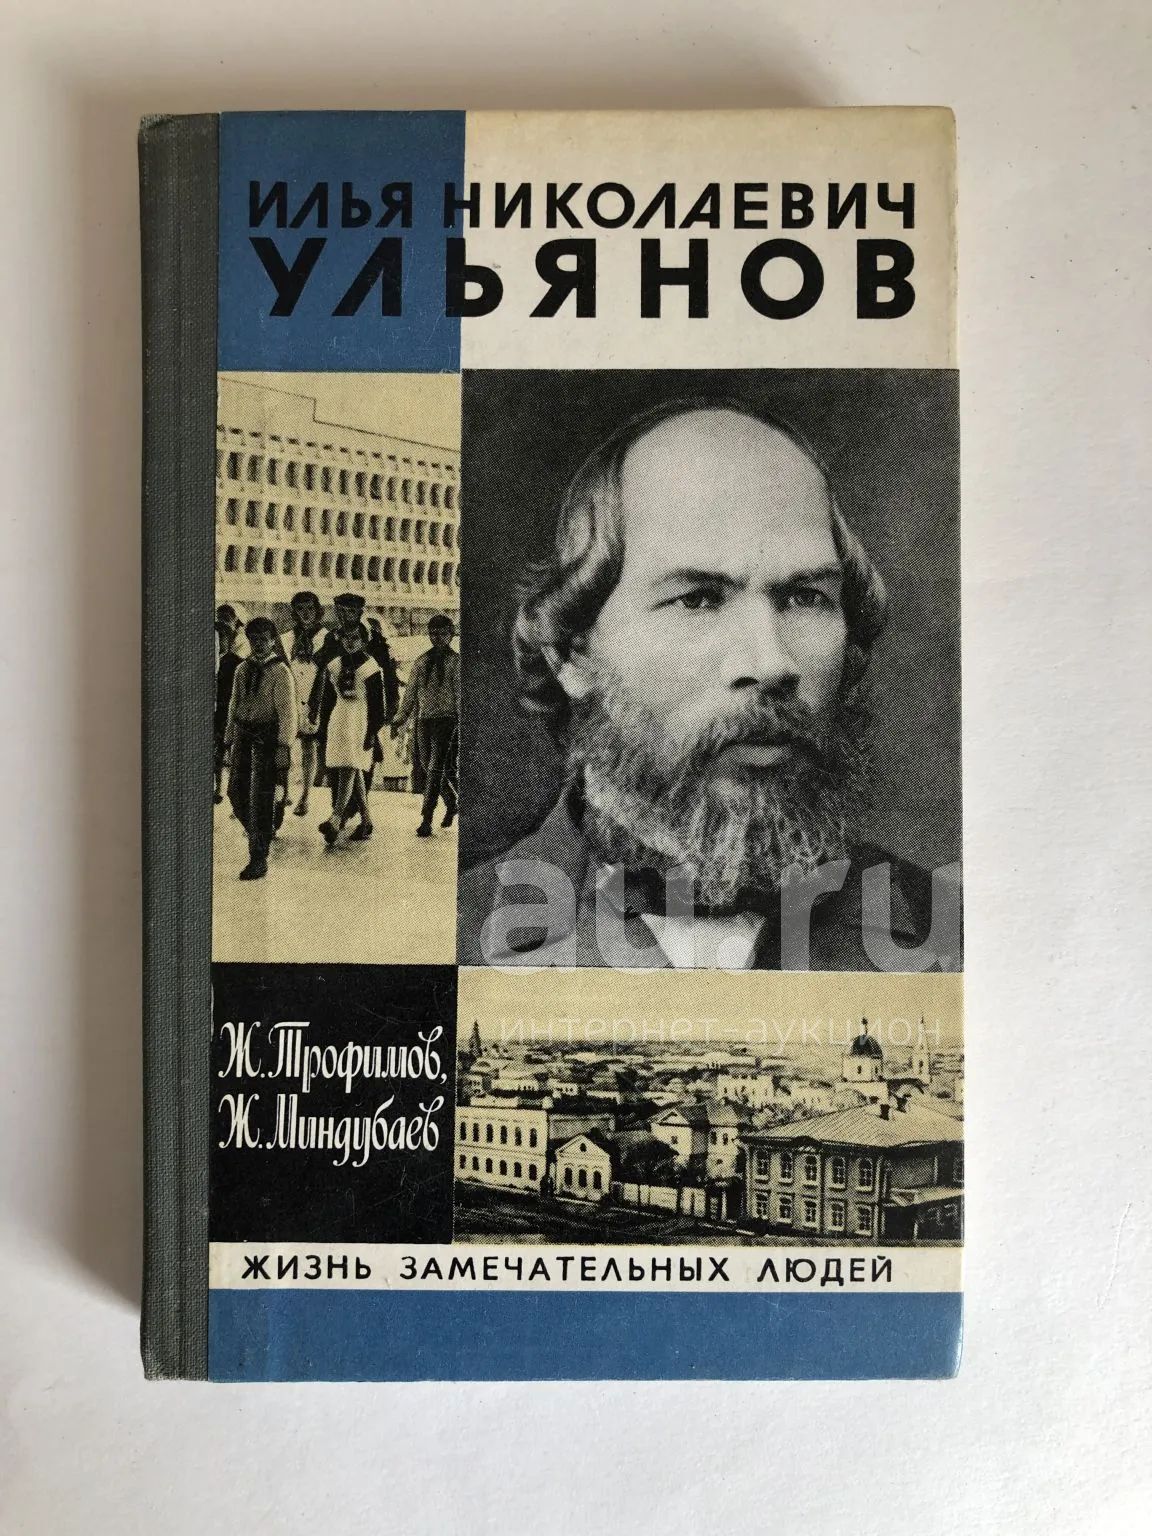 ИЛЬЯ НИКОЛАЕВИЧ
УЛЬЯНОВ
Ж. Трофимов,
Ж. Миндубаев
ЖИЗНЬ ЗАМЕЧАТЕЛЬНЫХ ЛЮДЕЙ
au.ru
интернет аукцион